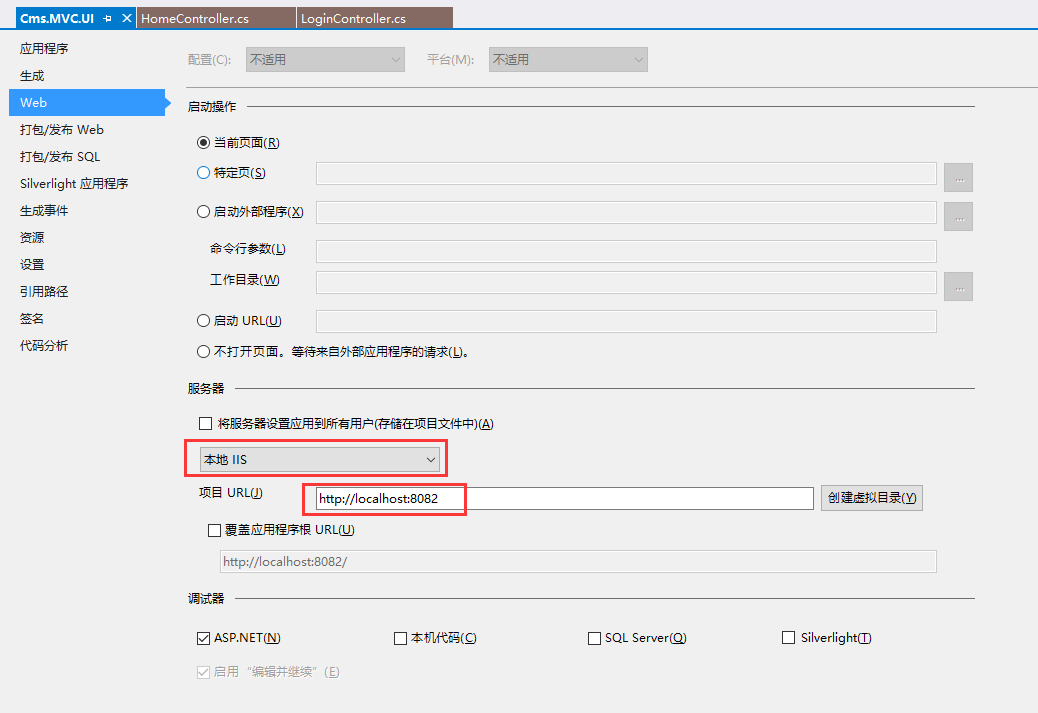 Cms.MVC.UI HomeController.cs LoginController.cs
应用程序
生成
Web
打包/发布 Web
打包/发布 SQL
Silverlight 应用程序
生成事件
资源
设置
引用路径
签名
代码分析
配置(C): 不适用 平台(M): 不适用
启动操作
当前页面(R)
特定页(S) ...
启动外部程序(X) ...
命令行参数(L)
工作目录(W) ...
启动 URL(U)
不打开页面。等待来自外部应用程序的请求(L)。
服务器
将服务器设置应用到所有用户(存储在项目文件中)(A)
本地 IIS
项目 URL(J) http://localhost:8082 创建虚拟目录(Y)
覆盖应用程序根 URL(U)
http://localhost:8082/
调试器
ASP.NET(N) 本机代码(C) SQL Server(Q) Silverlight(T)
启用“编辑并继续”(E)